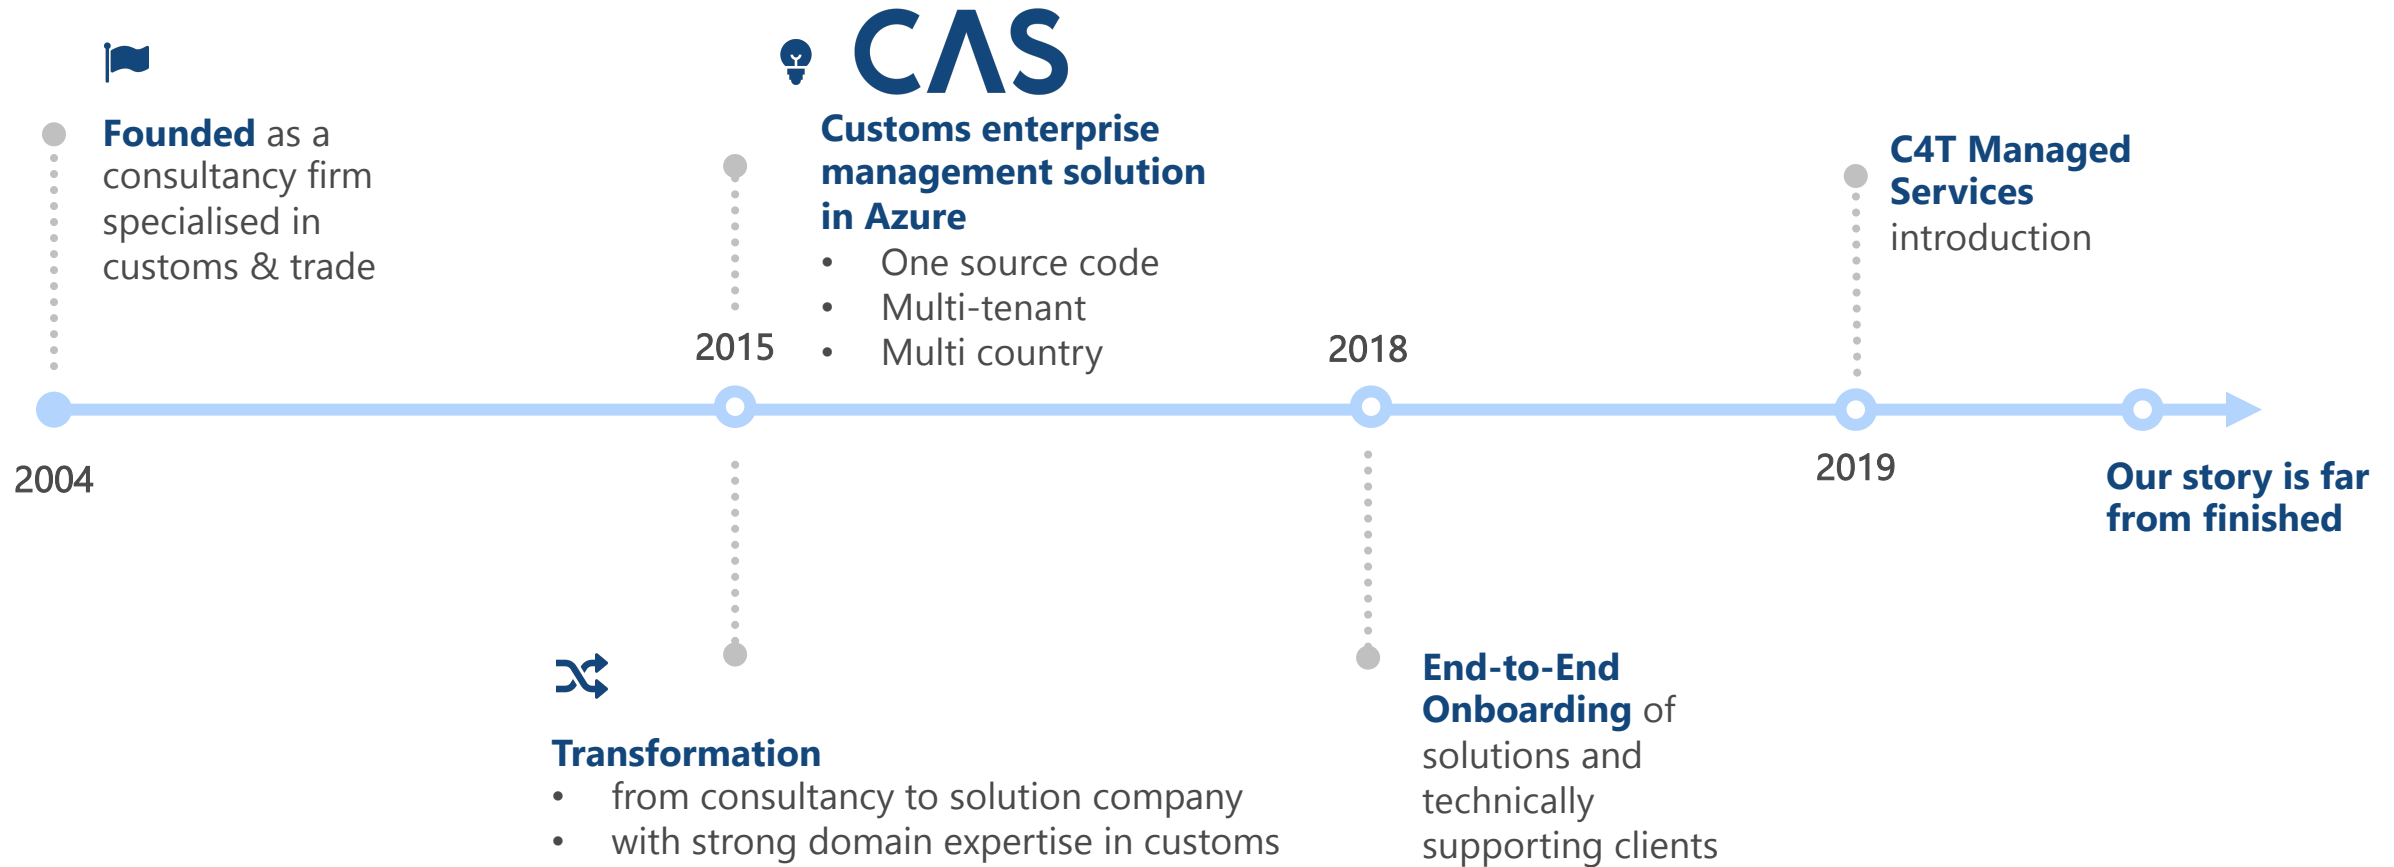 CAS
Founded as a
consultancy firm
specialised in
customs & trade
2004
Customs enterprise
management solution
in Azure
• One source code
• Multi-tenant
• Multi country
2015
Transformation
• from consultancy to solution company
• with strong domain expertise in customs
2018
End-to-End
Onboarding of
solutions and
technically
supporting clients
C4T Managed
Services
introduction
2019
Our story is far
from finished